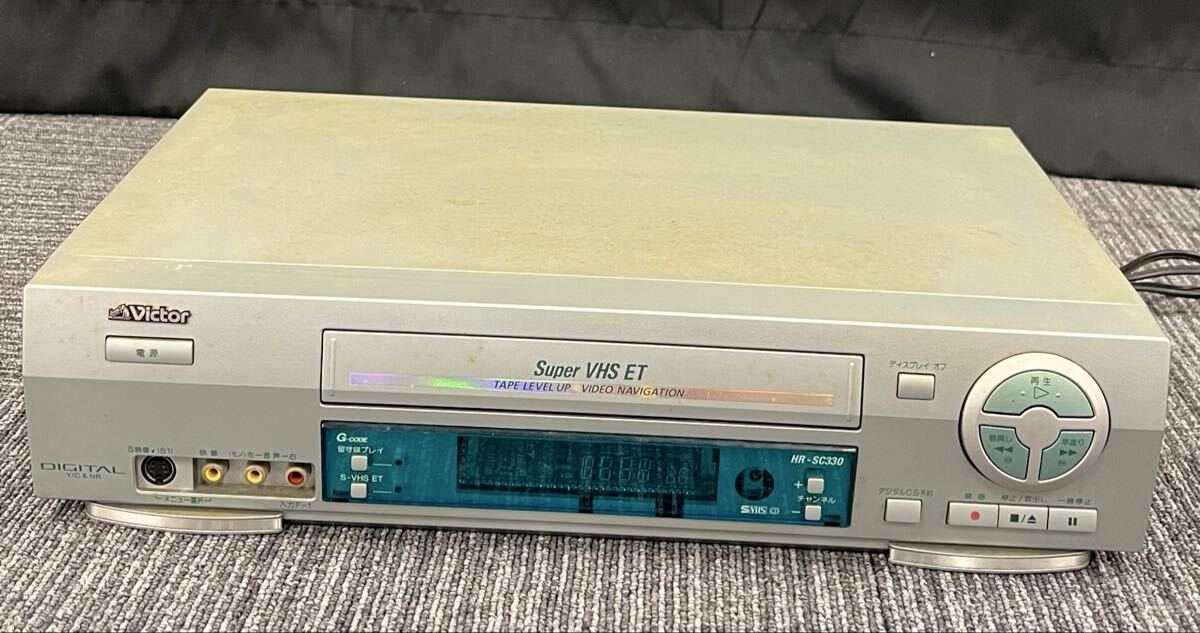 Victor
電源
Super VHS ET
TAPE LEVEL UP VIDEO NAVIGATION
ディスプレイ オフ
再生
巻戻し
早送り
G-CODE
留守録プレイ
S-VHS ET
HR-SC330
+
チャンネル
-
SVHS
DIGITAL
Y/C & NR
S映像 (S1)
映像
(モノ)左-音声-右
メニュー選択
入力F-1
デジタルCS予約
録画
停止/取出し
一時停止